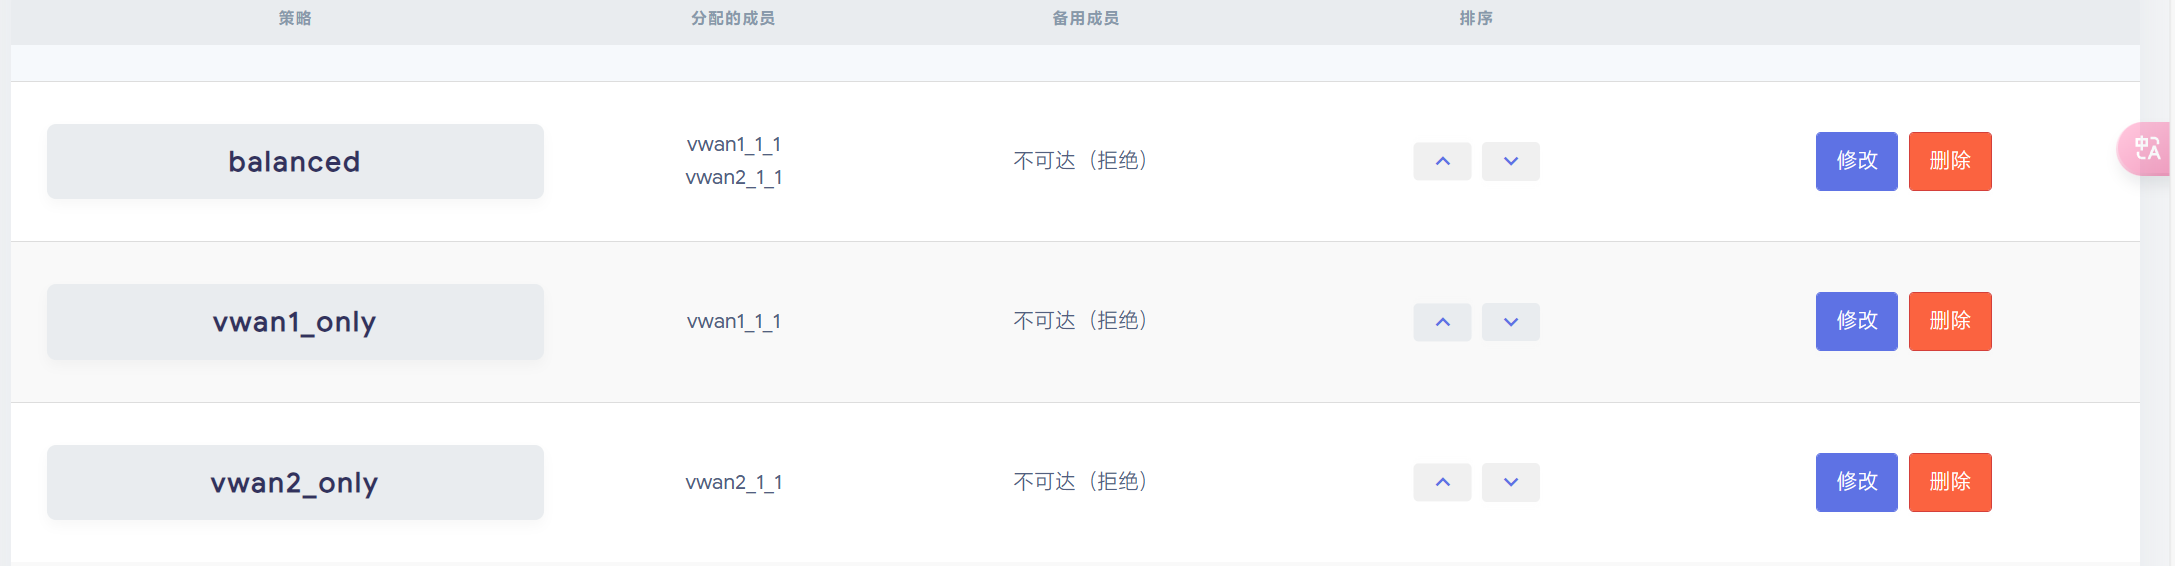 策略 分配的成员 备用成员 排序
balanced vwan1_1_1 vwan2_1_1 不可达（拒绝） 修改 删除
vwan1_only vwan1_1_1 不可达（拒绝） 修改 删除
vwan2_only vwan2_1_1 不可达（拒绝） 修改 删除
中A